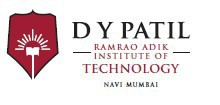 D Y PATIL
RAMRAO ADIK
INSTITUTE OF
TECHNOLOGY
NAVI MUMBAI